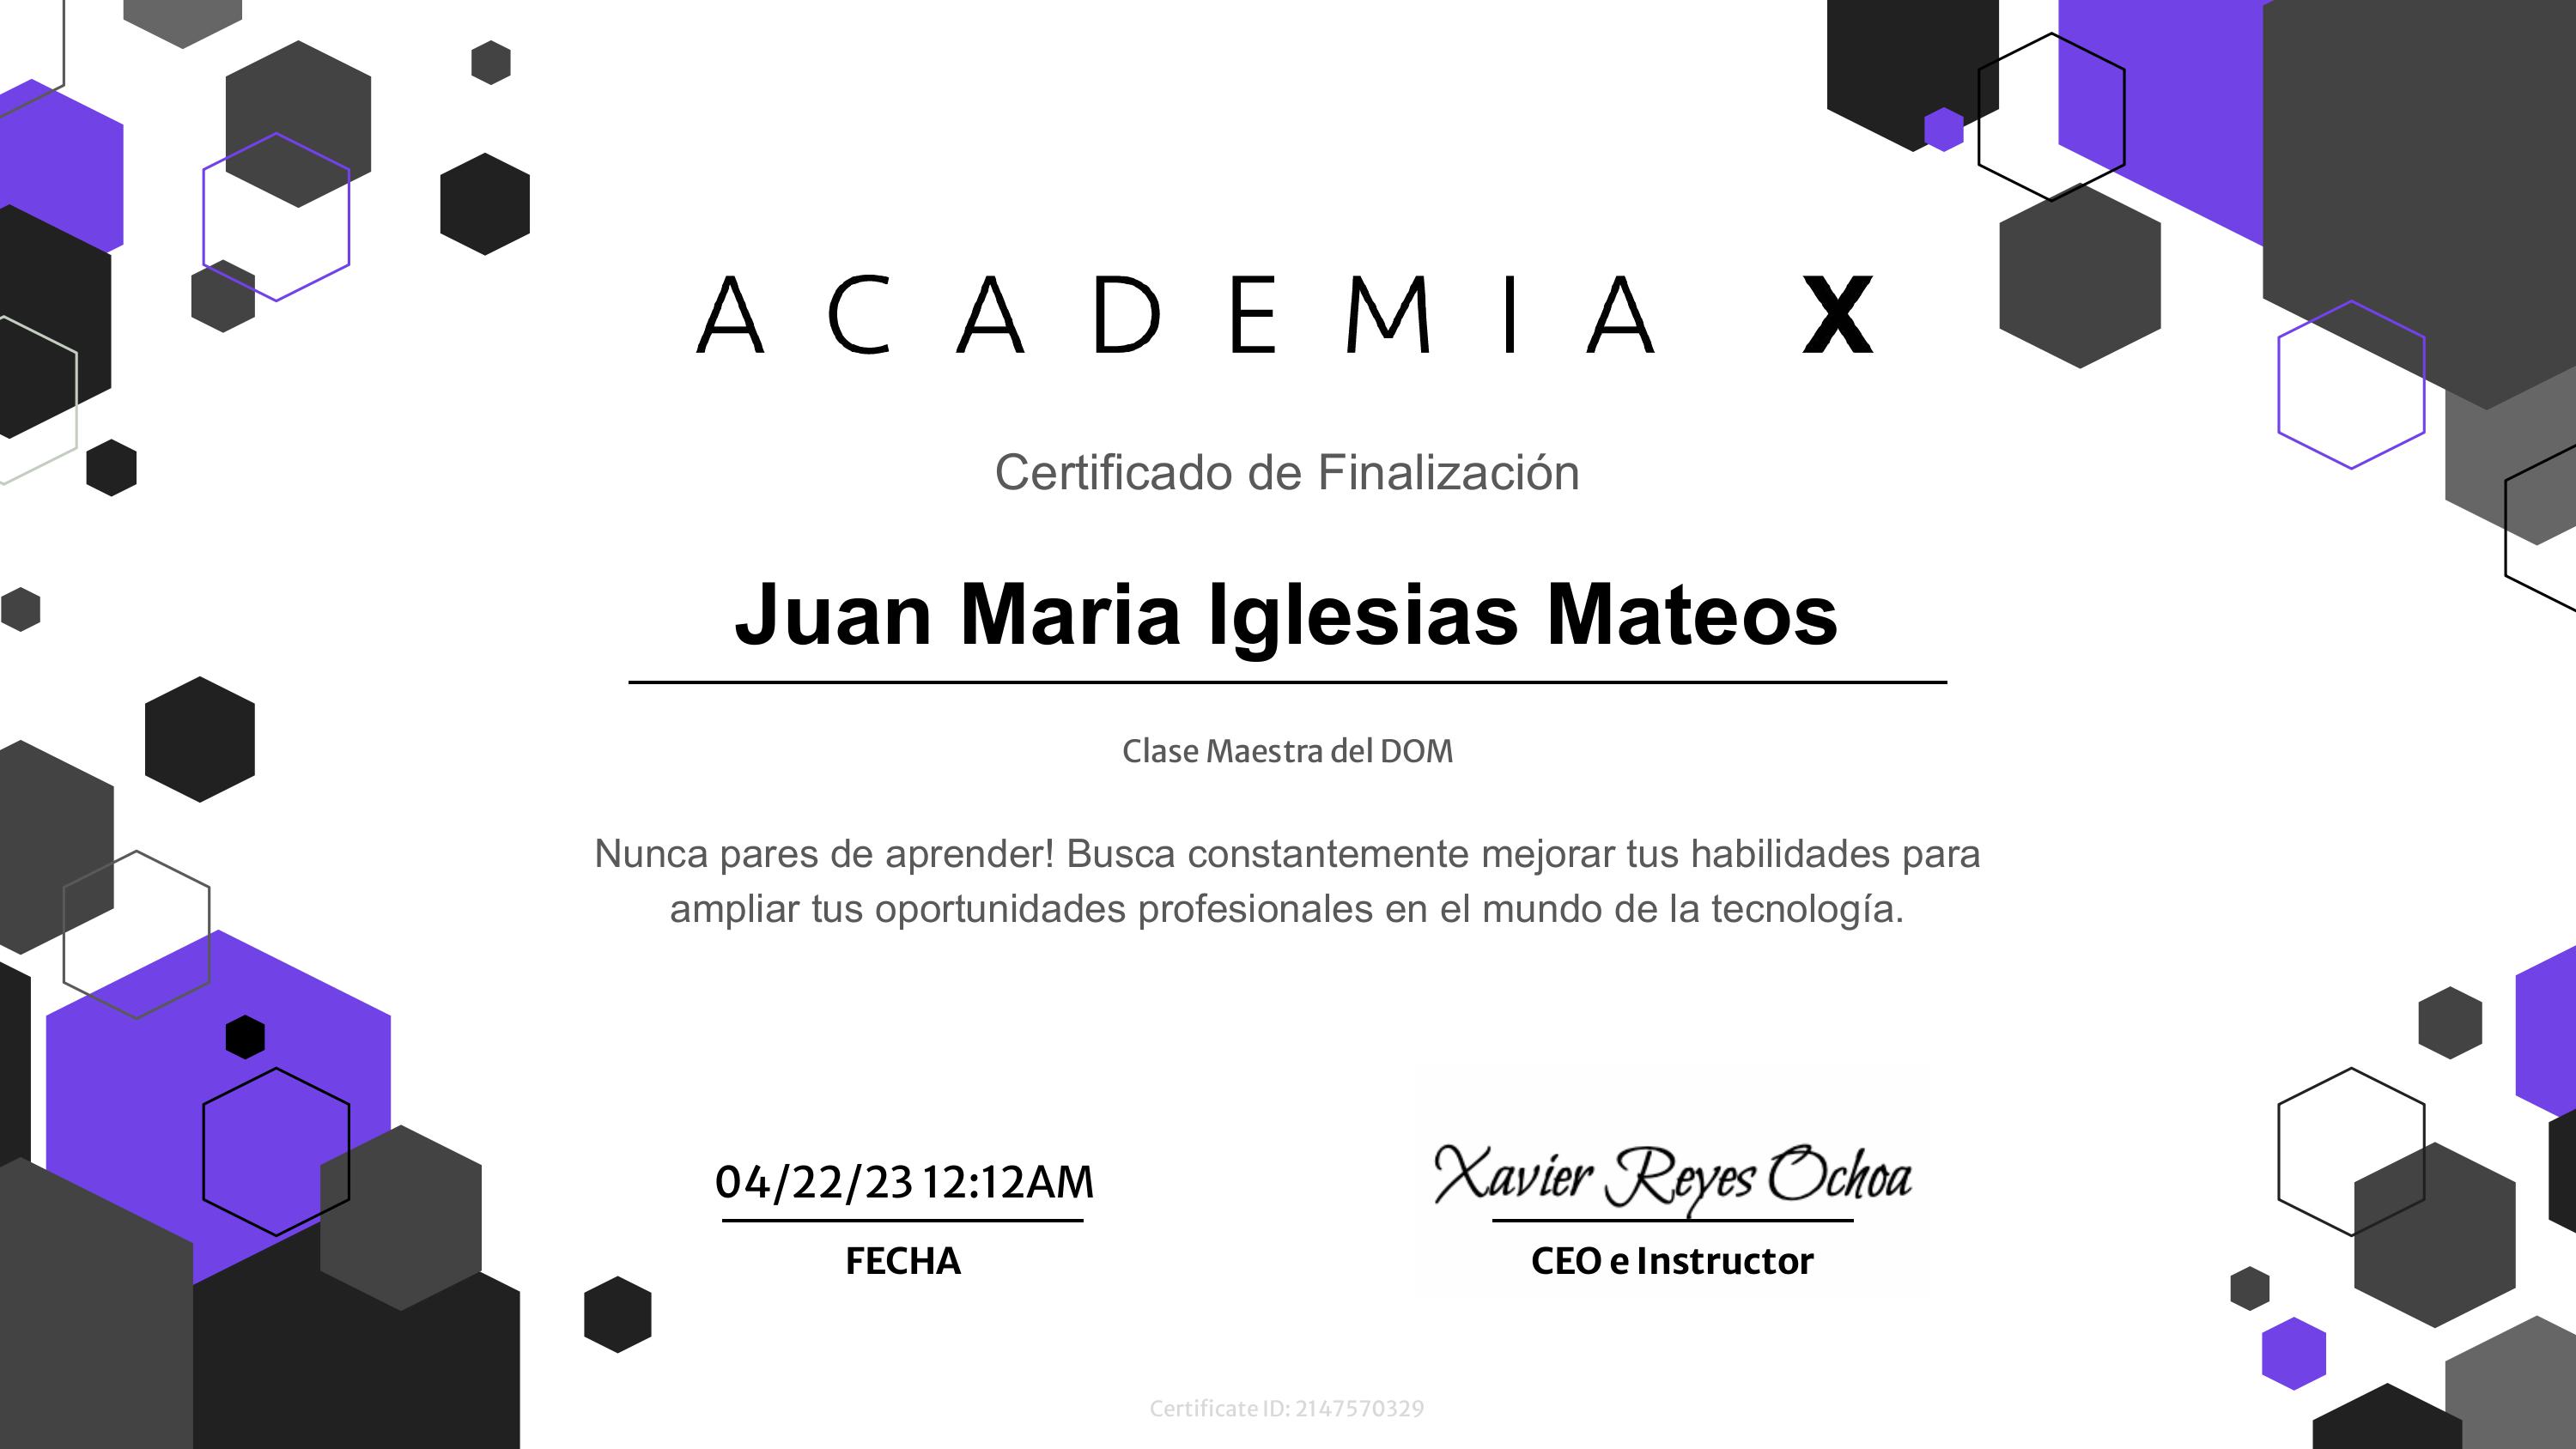 ACADEMIA X
Certificado de Finalización
Juan Maria Iglesias Mateos
Clase Maestra del DOM
Nunca pares de aprender! Busca constantemente mejorar tus habilidades para
ampliar tus oportunidades profesionales en el mundo de la tecnología.
04/22/23 12:12AM
FECHA
Xavier Reyes Ochoa
CEO e Instructor
Certificate ID: 2147570329